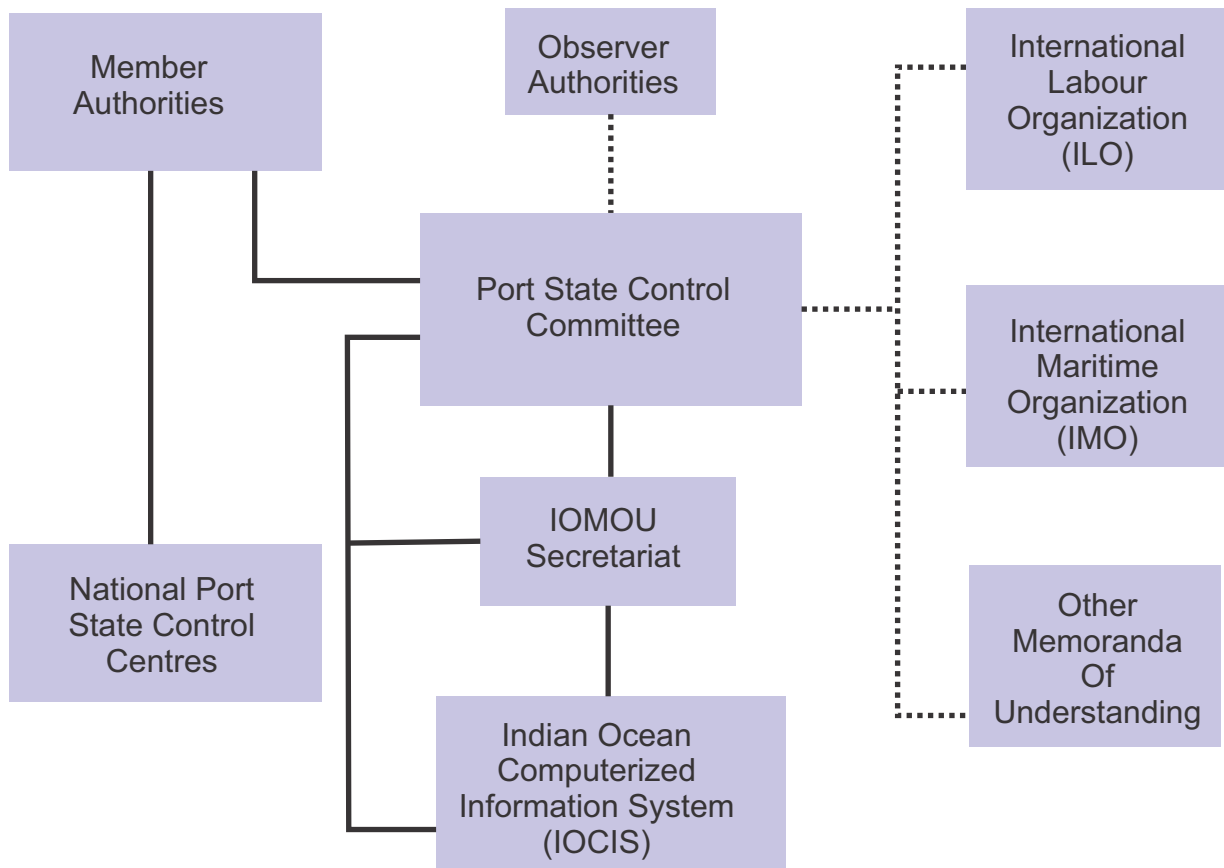 Member
Authorities
Observer
Authorities
International
Labour
Organization
(ILO)
Port State Control
Committee
International
Maritime
Organization
(IMO)
IOMOU
Secretariat
National Port
State Control
Centres
Other
Memoranda
Of
Understanding
Indian Ocean
Computerized
Information System
(IOCIS)